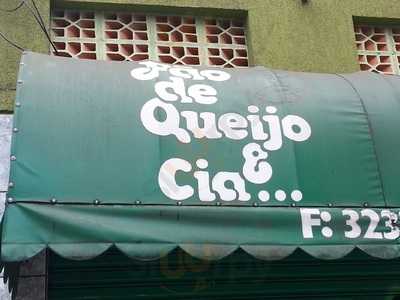 Pão
de
Queijo
&
Cia...
F: 323